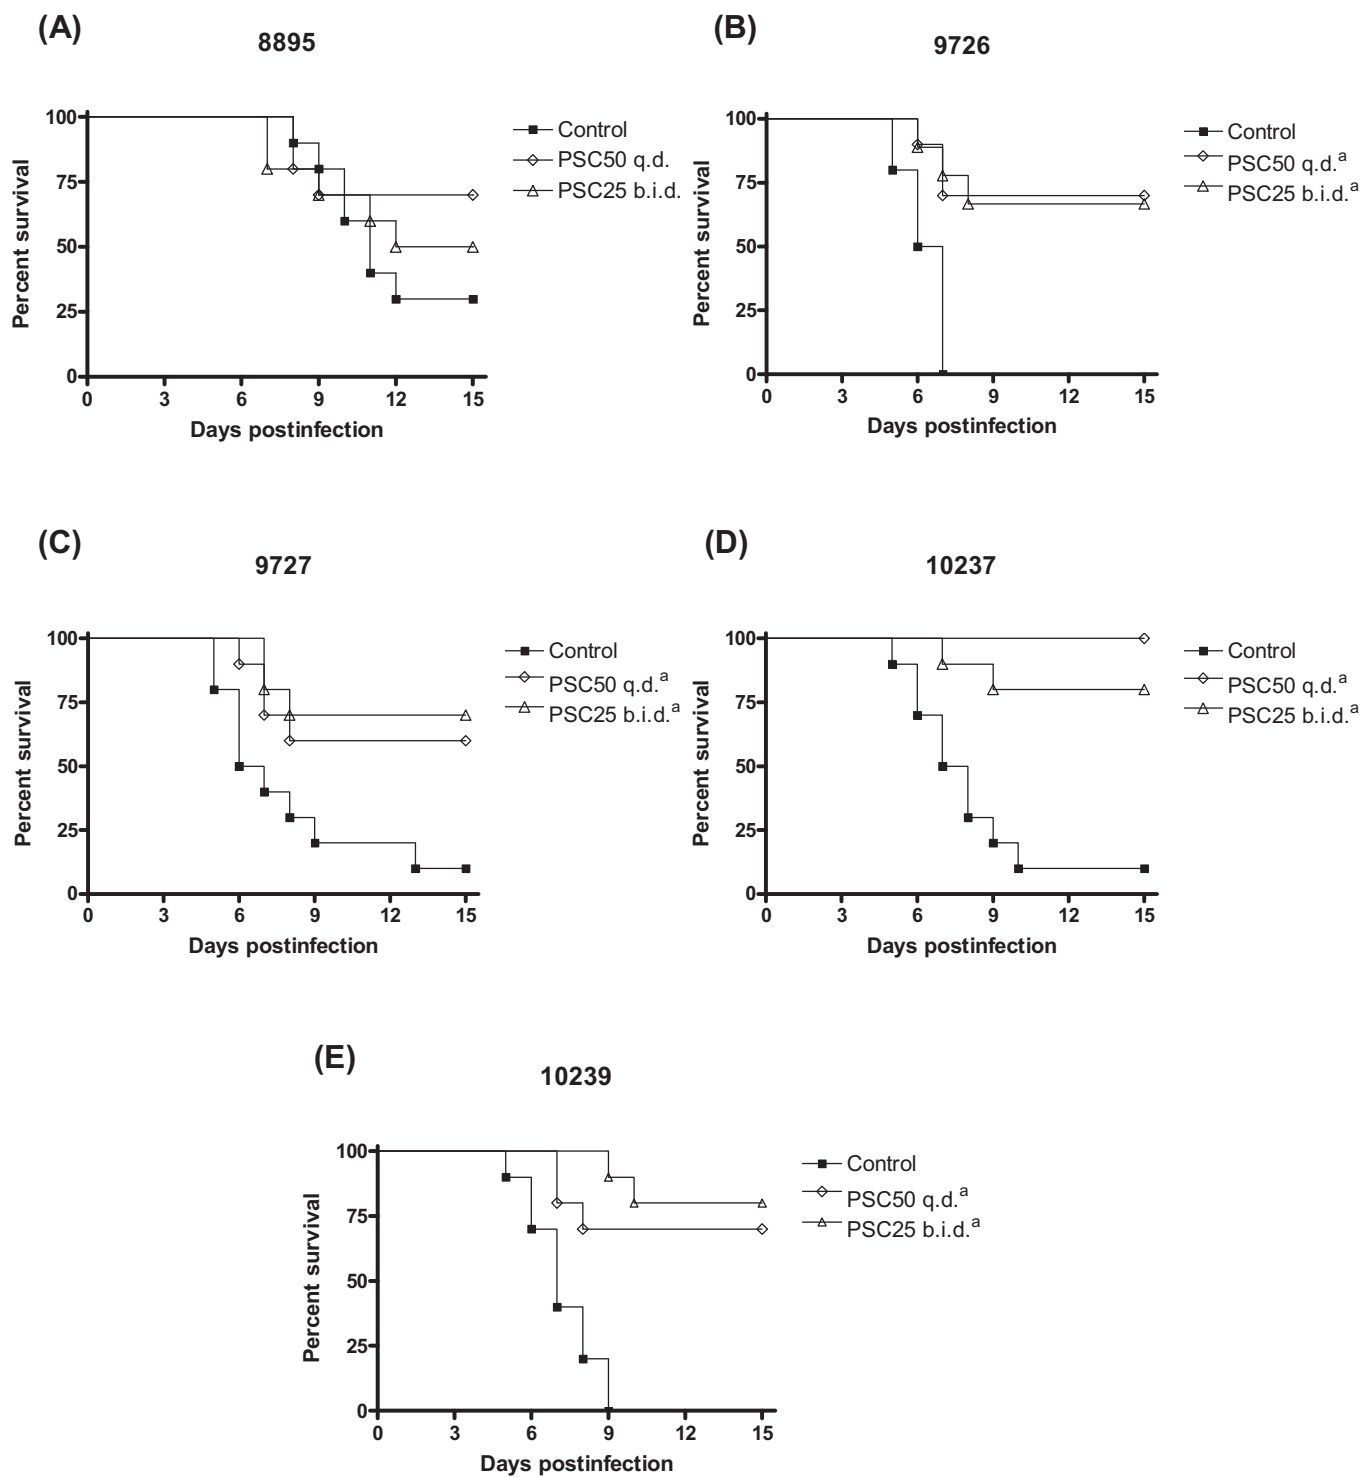 (A)
8895
100
75
50
25
0
0 3 6 9 12 15
Percent survival
Days postinfection
Control
PSC50 q.d.
PSC25 b.i.d.
(B)
9726
100
75
50
25
0
0 3 6 9 12 15
Percent survival
Days postinfection
Control
PSC50 q.d.a
PSC25 b.i.d.a
(C)
9727
100
75
50
25
0
0 3 6 9 12 15
Percent survival
Days postinfection
Control
PSC50 q.d.a
PSC25 b.i.d.a
(D)
10237
100
75
50
25
0
0 3 6 9 12 15
Percent survival
Days postinfection
Control
PSC50 q.d.a
PSC25 b.i.d.a
(E)
10239
100
75
50
25
0
0 3 6 9 12 15
Percent survival
Days postinfection
Control
PSC50 q.d.a
PSC25 b.i.d.a